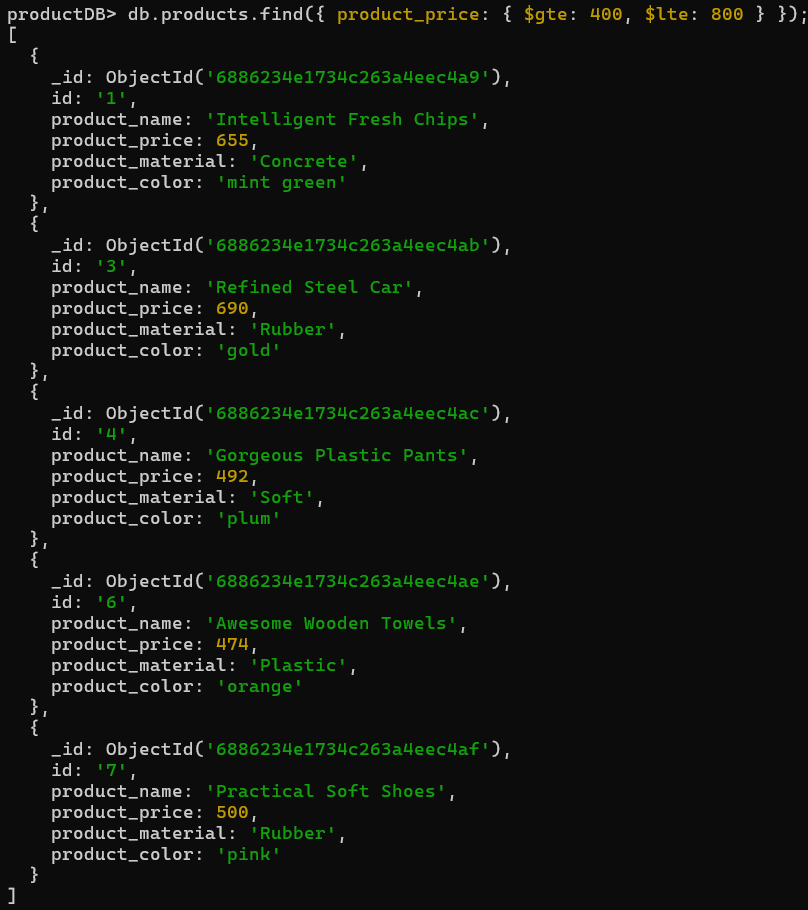 productDB> db.products.find({ product_price: { $gte: 400, $lte: 800 } });
[
  {
    _id: ObjectId('6886234e1734c263a4eec4a9'),
    id: '1',
    product_name: 'Intelligent Fresh Chips',
    product_price: 655,
    product_material: 'Concrete',
    product_color: 'mint green'
  },
  {
    _id: ObjectId('6886234e1734c263a4eec4ab'),
    id: '3',
    product_name: 'Refined Steel Car',
    product_price: 690,
    product_material: 'Rubber',
    product_color: 'gold'
  },
  {
    _id: ObjectId('6886234e1734c263a4eec4ac'),
    id: '4',
    product_name: 'Gorgeous Plastic Pants',
    product_price: 492,
    product_material: 'Soft',
    product_color: 'plum'
  },
  {
    _id: ObjectId('6886234e1734c263a4eec4ae'),
    id: '6',
    product_name: 'Awesome Wooden Towels',
    product_price: 474,
    product_material: 'Plastic',
    product_color: 'orange'
  },
  {
    _id: ObjectId('6886234e1734c263a4eec4af'),
    id: '7',
    product_name: 'Practical Soft Shoes',
    product_price: 500,
    product_material: 'Rubber',
    product_color: 'pink'
  }
]